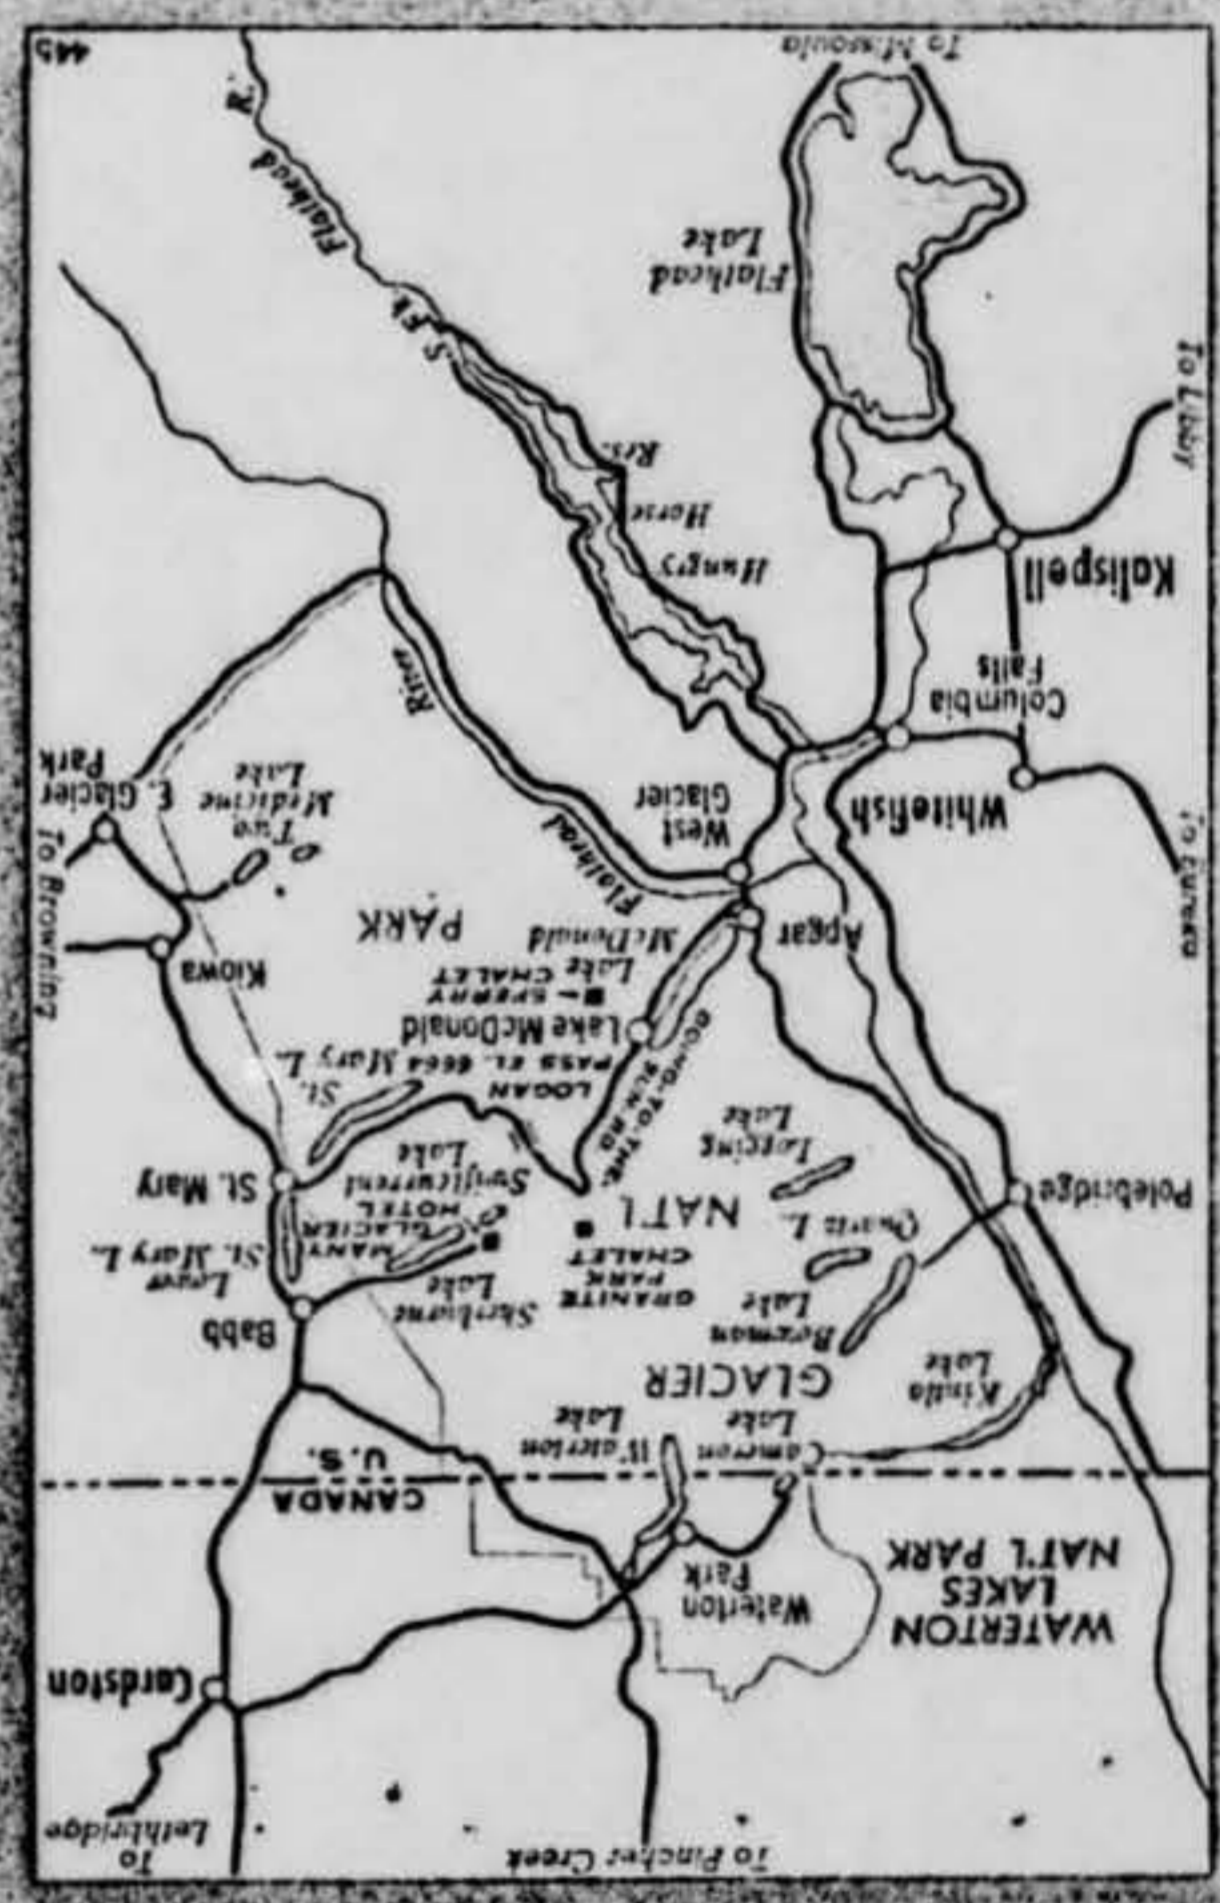 To Pincher Creek
To
Lethbridge
Cardston
WATERTON
LAKES
NAT'L PARK
Waterton
Park
CANADA
U.S.
Cameron
Lake
Waterton
Lake
Kintla
Lake
GLACIER
Bowman
Lake
Babb
GRANITE
PARK
CHALET
Sherburne
Lake
Lower
St. Mary L.
Quartz L.
MANY
GLACIER
HOTEL
Swiftcurrent
Lake
NAT'L
Polebridge
St. Mary
Logging
Lake
GOING-TO-THE-
SUN-RD.
LOGAN
PASS EL. 6664
St.
Mary L.
Lake McDonald
SPERRY
CHALET
Lake
McDonald
Kiowa
PARK
Apgar
To Browning
To Eureka
Flathead
River
West
Glacier
Two
Medicine
Lake
E. Glacier
Park
Whitefish
Columbia
Falls
Kalispell
Hungry
Horse
Res.
To Libby
S. Fk.
Flathead
R.
Flathead
Lake
To Missoula
445